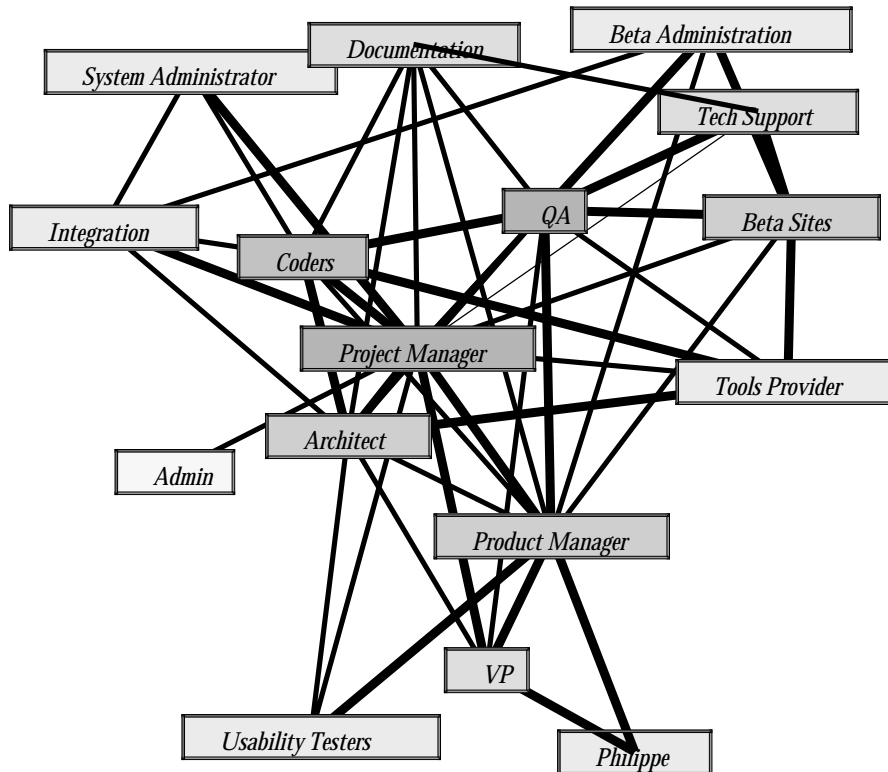 Beta Administration
Documentation
System Administrator
Tech Support
QA
Beta Sites
Integration
Coders
Project Manager
Tools Provider
Architect
Admin
Product Manager
VP
Usability Testers
Philippe